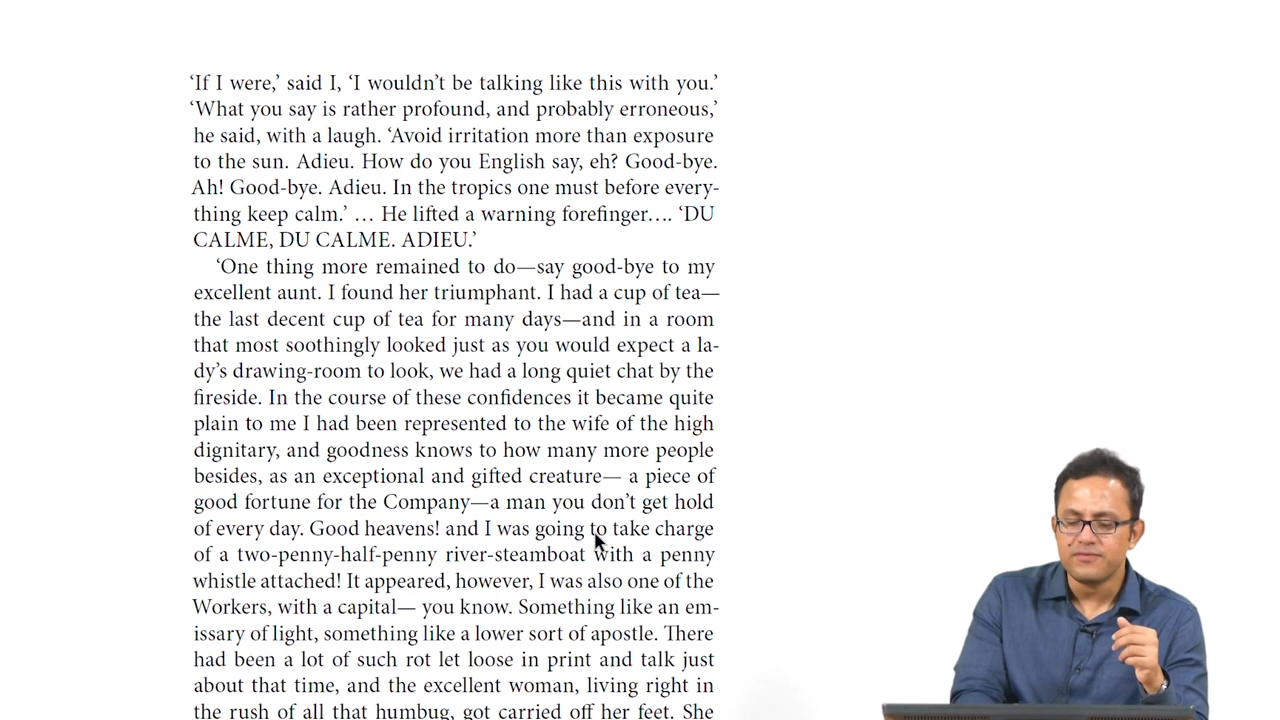 ‘If I were,’ said I, ‘I wouldn’t be talking like this with you.’
‘What you say is rather profound, and probably erroneous,’
he said, with a laugh. ‘Avoid irritation more than exposure
to the sun. Adieu. How do you English say, eh? Good-bye.
Ah! Good-bye. Adieu. In the tropics one must before every-
thing keep calm.’ … He lifted a warning forefinger…. ‘DU
CALME, DU CALME. ADIEU.’
‘One thing more remained to do—say good-bye to my
excellent aunt. I found her triumphant. I had a cup of tea—
the last decent cup of tea for many days—and in a room
that most soothingly looked just as you would expect a la-
dy’s drawing-room to look, we had a long quiet chat by the
fireside. In the course of these confidences it became quite
plain to me I had been represented to the wife of the high
dignitary, and goodness knows to how many more people
besides, as an exceptional and gifted creature— a piece of
good fortune for the Company—a man you don’t get hold
of every day. Good heavens! and I was going to take charge
of a two-penny-half-penny river-steamboat with a penny
whistle attached! It appeared, however, I was also one of the
Workers, with a capital— you know. Something like an em-
issary of light, something like a lower sort of apostle. There
had been a lot of such rot let loose in print and talk just
about that time, and the excellent woman, living right in
the rush of all that humbug, got carried off her feet. She